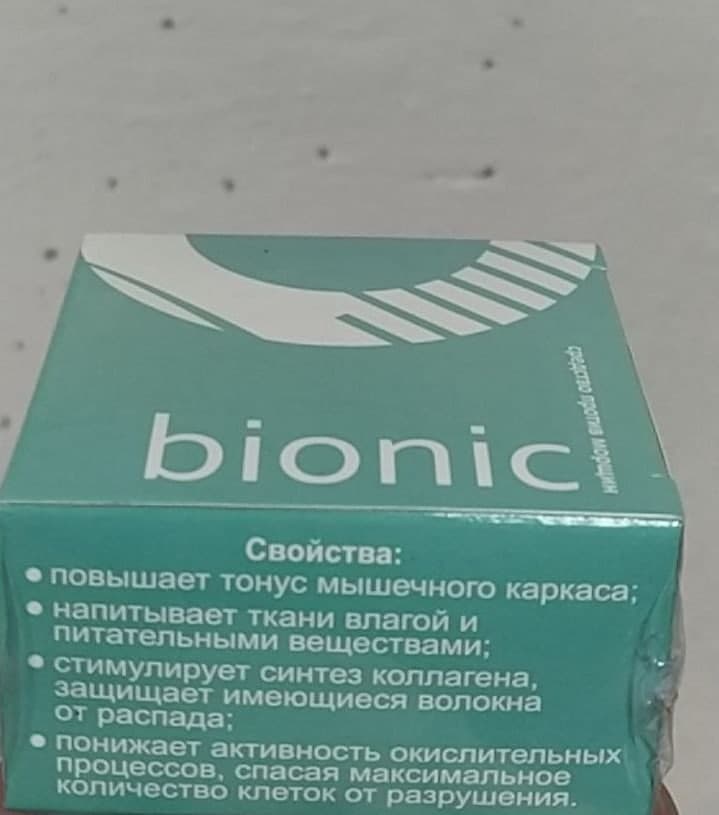 bionic
средство против морщин
Свойства:
• повышает тонус мышечного каркаса;
• напитывает ткани влагой и
питательными веществами;
• стимулирует синтез коллагена,
защищает имеющиеся волокна
от распада;
• понижает активность окислительных
процессов, спасая максимальное
количество клеток от разрушения.